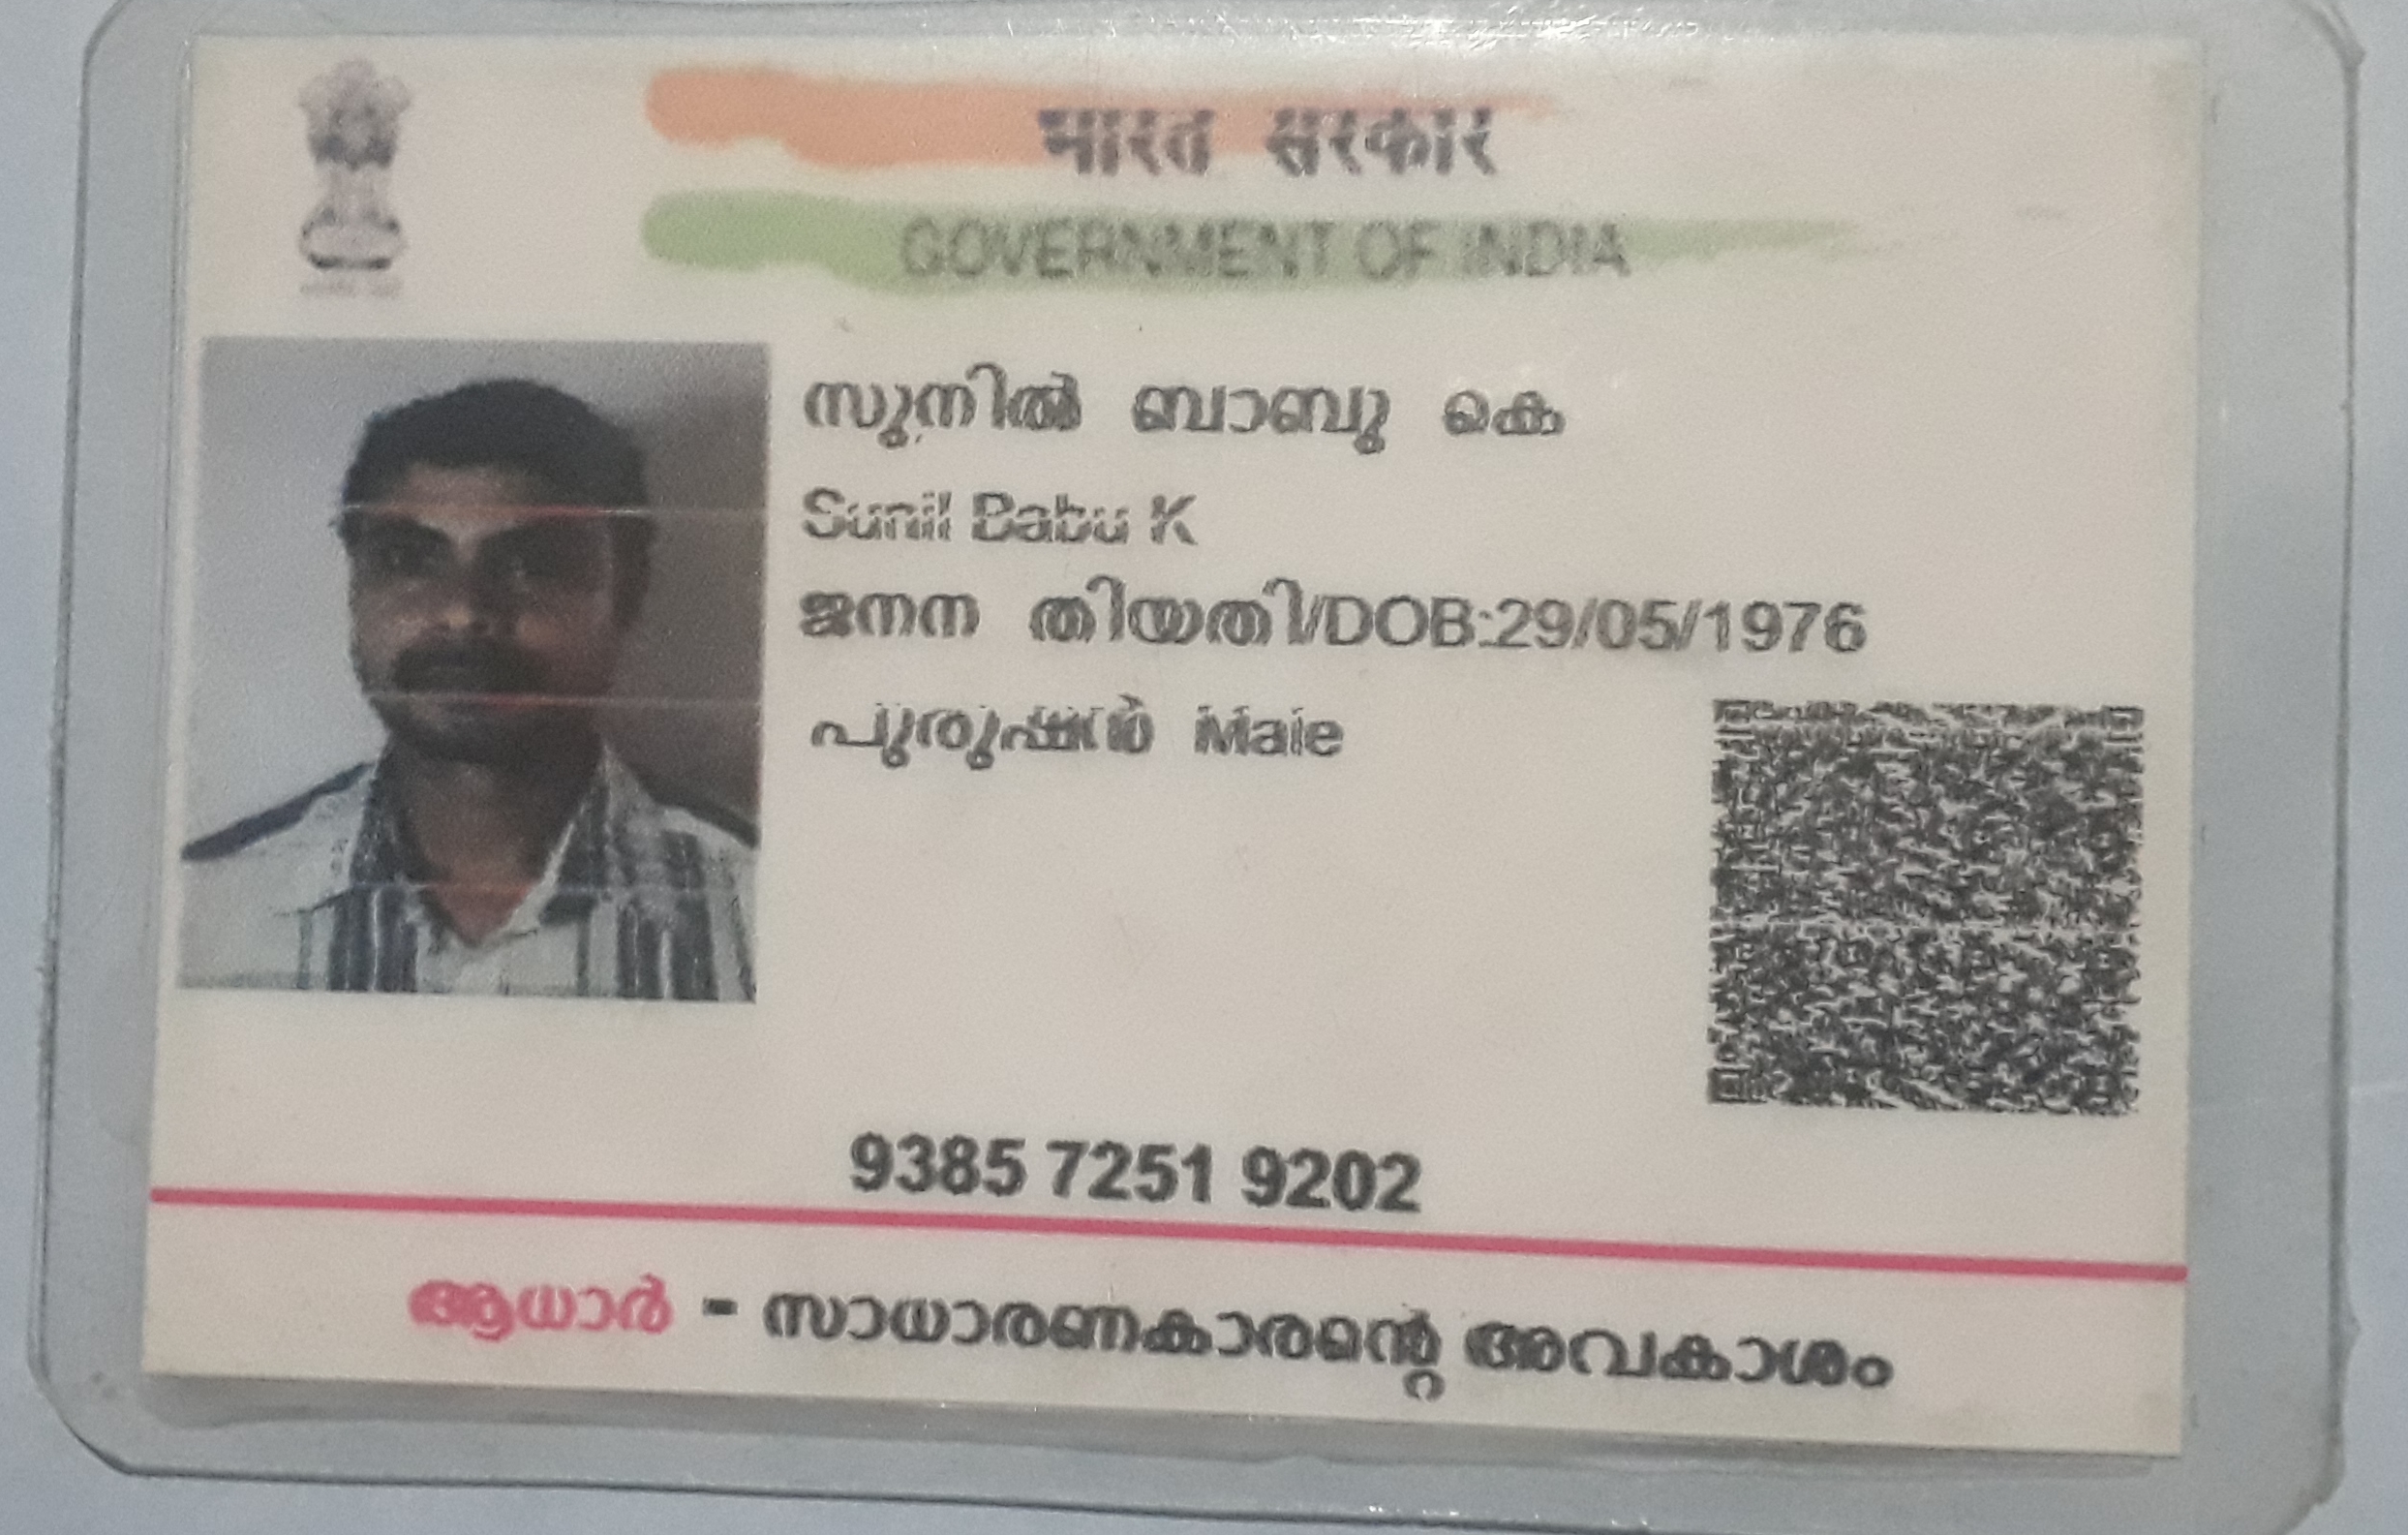 भारत सरकार
GOVERNMENT OF INDIA
സുനിൽ ബാബു കെ
Sunil Babu K
ജനന തിയതി/DOB:29/05/1976
പുരുഷൻ Male
9385 7251 9202
ആധാർ - സാധാരണകാരന്റെ അവകാശം